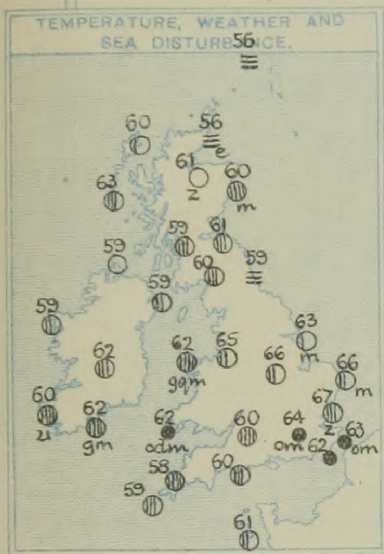 TEMPERATURE, WEATHER AND
SEA DISTURBANCE.
56
60 56
e
61 60
z m
63
59 61
60 59
59
59 59
63
m
62 62 65 66 66
gqm m
67
z
60 62 62 60 64 63
u gm odm om om
62
58 60
59
61